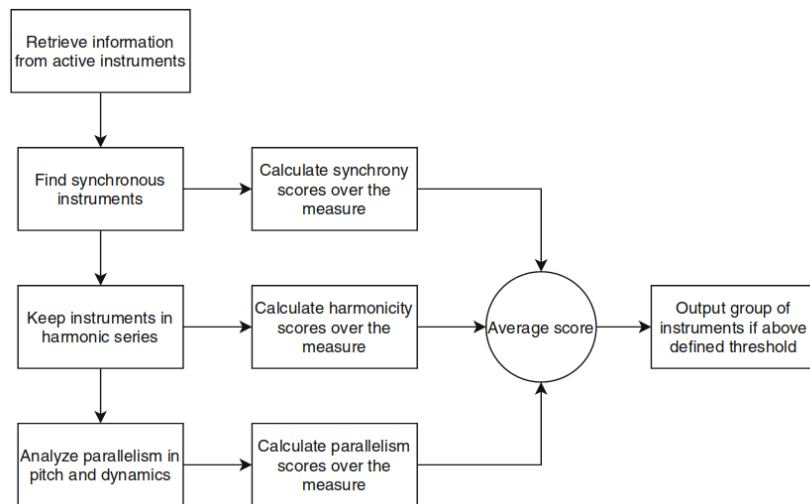 Retrieve information
from active instruments
Find synchronous
instruments
Calculate synchrony
scores over the
measure
Keep instruments in
harmonic series
Calculate harmonicity
scores over the
measure
Average score
Output group of
instruments if above
defined threshold
Analyze parallelism in
pitch and dynamics
Calculate parallelism
scores over the
measure